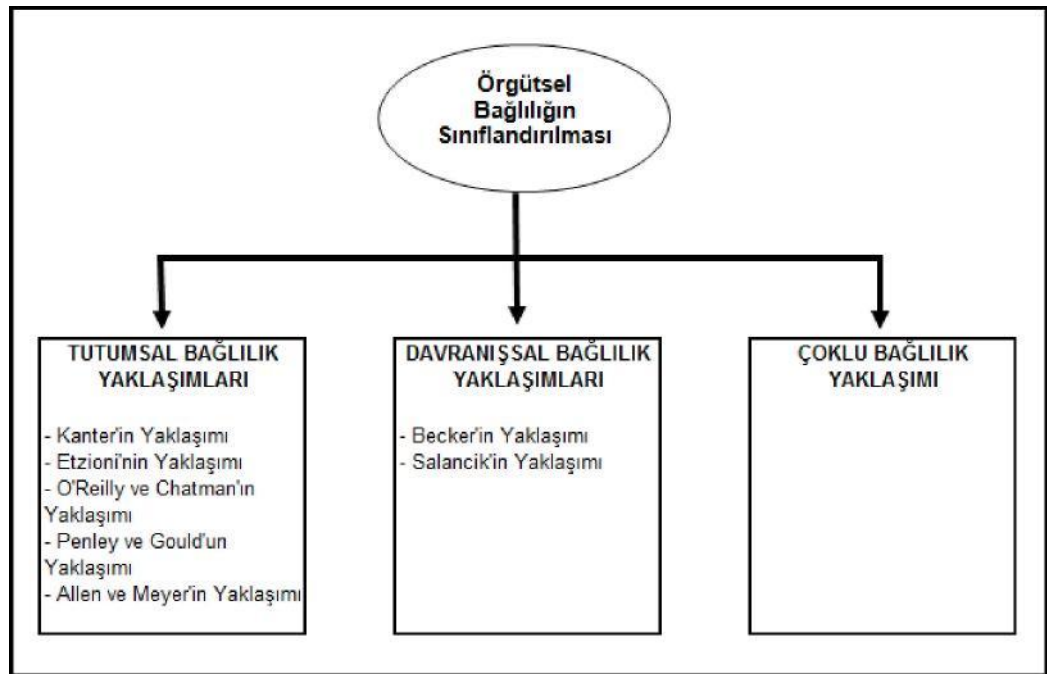 Örgütsel
Bağlılığın
Sınıflandırılması
TUTUMSAL BAĞLILIK
YAKLAŞIMLARI
- Kanter'in Yaklaşımı
- Etzioni'nin Yaklaşımı
- O'Reilly ve Chatman'ın
Yaklaşımı
- Penley ve Gould'un
Yaklaşımı
- Allen ve Meyer'in Yaklaşımı
DAVRANIŞSAL BAĞLILIK
YAKLAŞIMLARI
- Becker'in Yaklaşımı
- Salancik'in Yaklaşımı
ÇOKLU BAĞLILIK
YAKLAŞIMI